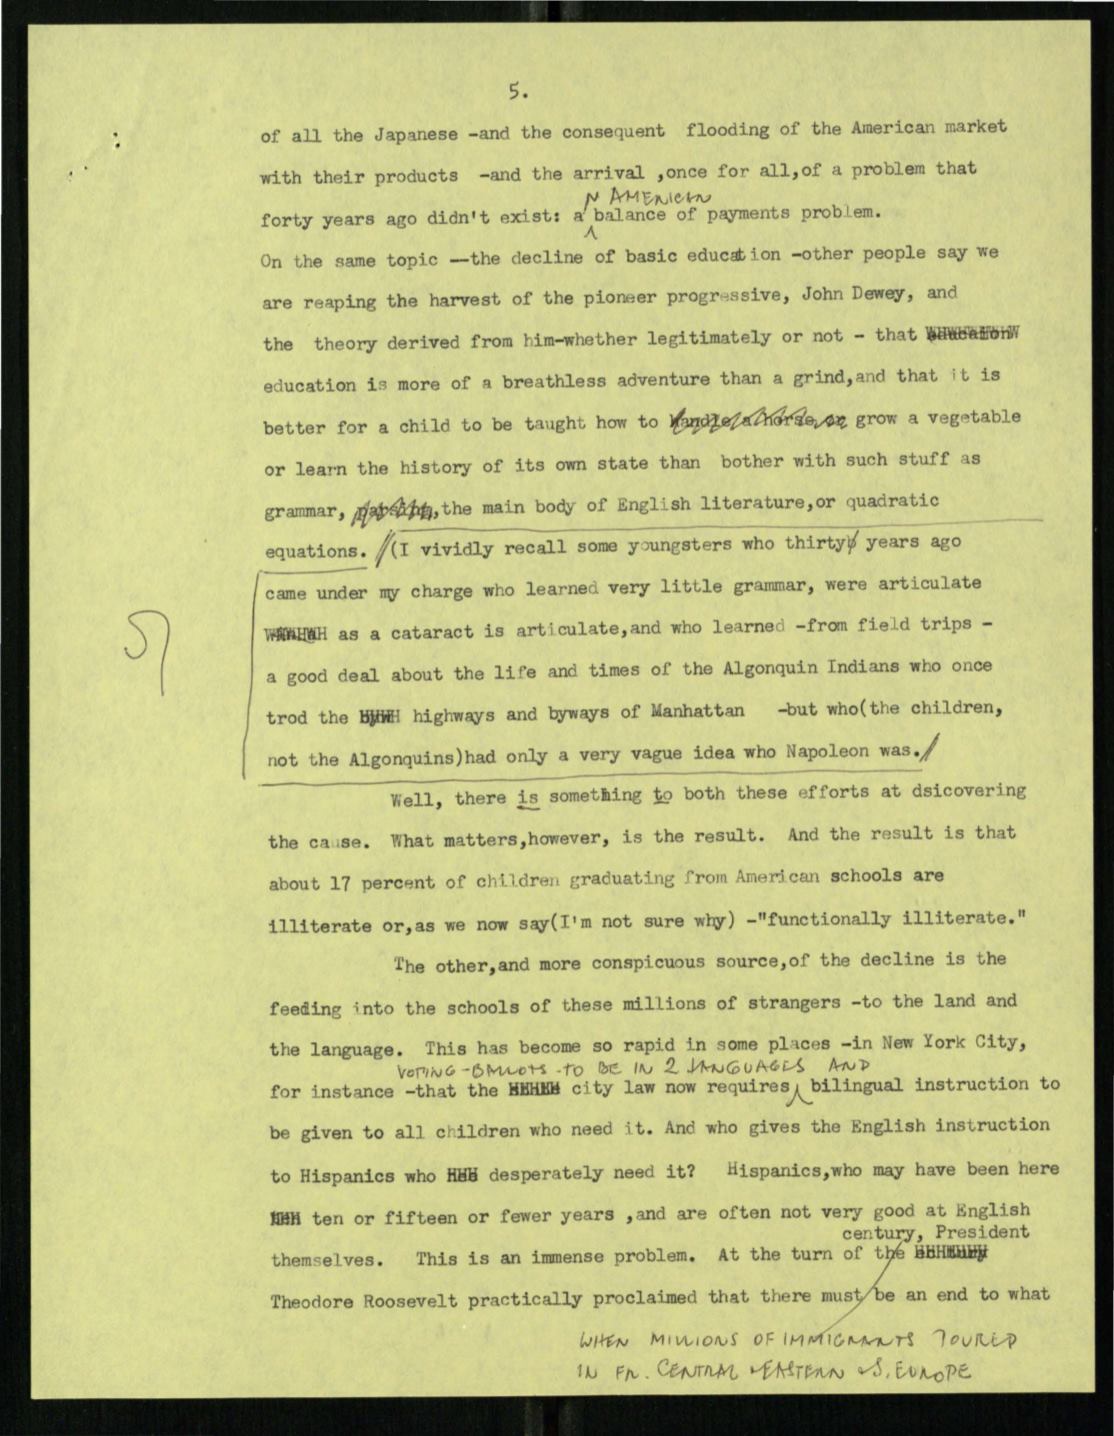 5.
of all the Japanese -and the consequent flooding of the American market
with their products -and the arrival ,once for all,of a problem that
N AMERICAN
forty years ago didn't exist: a balance of payments problem.
On the same topic —the decline of basic education -other people say we
are reaping the harvest of the pioneer progressive, John Dewey, and
the theory derived from him-whether legitimately or not - that education
education is more of a breathless adventure than a grind,and that it is
better for a child to be taught how to handle a horse, or grow a vegetable
or learn the history of its own state than bother with such stuff as
grammar, parsing,the main body of English literature,or quadratic
equations. (I vividly recall some youngsters who thirty years ago
came under my charge who learned very little grammar, were articulate
as a cataract is articulate,and who learned -from field trips -
a good deal about the life and times of the Algonquin Indians who once
trod the highways and byways of Manhattan -but who(the children,
not the Algonquins)had only a very vague idea who Napoleon was.
Well, there is something to both these efforts at dsicovering
the cause. What matters,however, is the result. And the result is that
about 17 percent of children graduating from American schools are
illiterate or,as we now say(I'm not sure why) -"functionally illiterate."
The other,and more conspicuous source,of the decline is the
feeding into the schools of these millions of strangers -to the land and
the language. This has become so rapid in some places -in New York City,
VOTING-BALLOTS -TO BE IN 2 LANGUAGES AND
for instance -that the city law now requires bilingual instruction to
be given to all children who need it. And who gives the English instruction
to Hispanics who desperately need it? Hispanics,who may have been here
ten or fifteen or fewer years ,and are often not very good at English
century, President
themselves. This is an immense problem. At the turn of the
Theodore Roosevelt practically proclaimed that there must be an end to what
WHEN MILLIONS OF IMMIGRANTS POURED
IN FR. CENTRAL & EASTERN & S. EUROPE